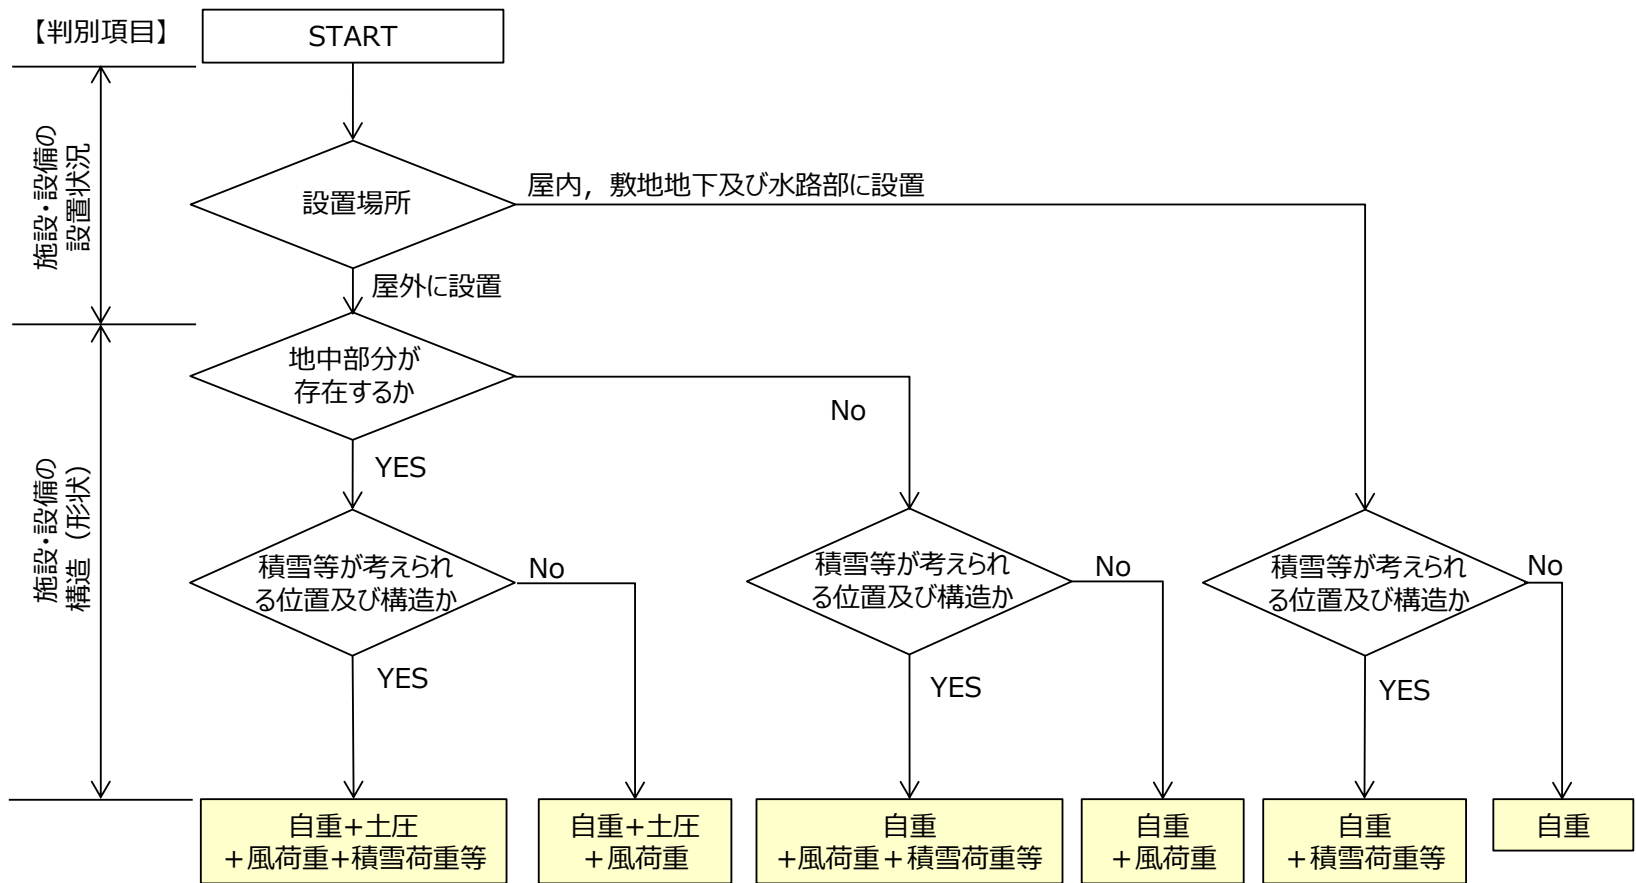 【判別項目】
START
施設・設備の
設置状況
設置場所
屋内，敷地地下及び水路部に設置
屋外に設置
施設・設備の
構造（形状）
地中部分が
存在するか
No
YES
積雪等が考えられ
る位置及び構造か
No
YES
積雪等が考えられ
る位置及び構造か
No
YES
積雪等が考えられ
る位置及び構造か
No
YES
自重+土圧
+風荷重+積雪荷重等
自重+土圧
+風荷重
自重
+風荷重+積雪荷重等
自重
+風荷重
自重
+積雪荷重等
自重